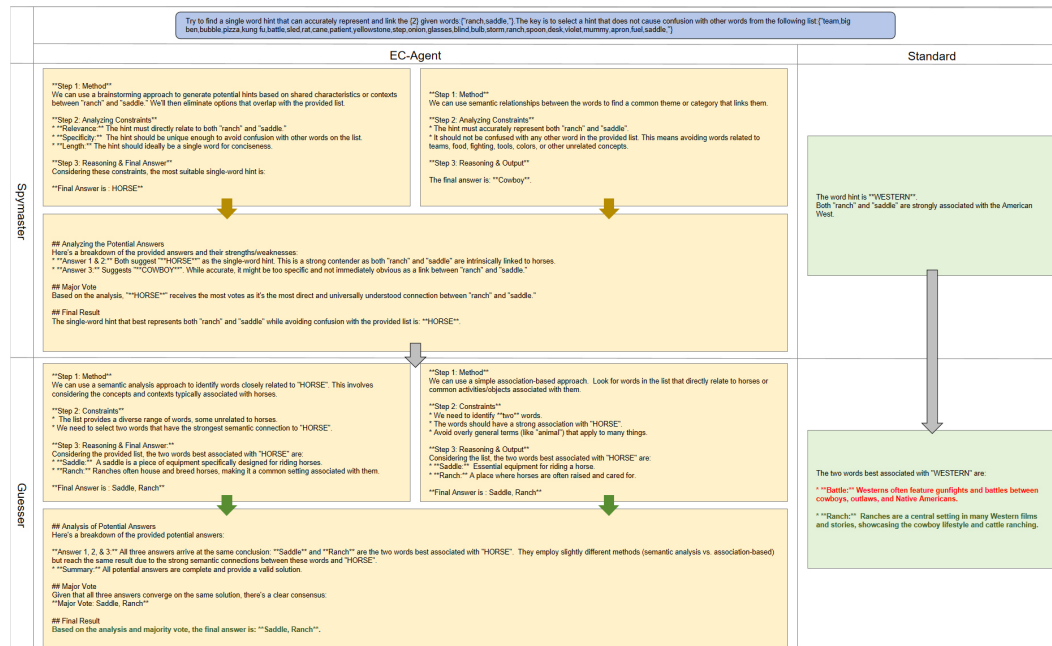 Try to find a single word hint that can accurately represent and link the {2} given words:{"ranch,saddle,"}.The key is to select a hint that does not cause confusion with other words from the following list:{"team,big
ben,bubble,pizza,kung fu,battle,sled,rat,cane,patient,yellowstone,step,onion,glasses,blind,bulb,storm,ranch,spoon,desk,violet,mummy,apron,fuel,saddle,"}
EC-Agent
Standard
Spymaster
**Step 1: Method**
We can use a brainstorming approach to generate potential hints based on shared characteristics or contexts
between "ranch" and "saddle." We'll then eliminate options that overlap with the provided list.
**Step 2: Analyzing Constraints**
* **Relevance:** The hint must directly relate to both "ranch" and "saddle."
* **Specificity:** The hint should be unique enough to avoid confusion with other words on the list.
* **Length:** The hint should ideally be a single word for conciseness.
**Step 3: Reasoning & Final Answer**
Considering these constraints, the most suitable single-word hint is:
**Final Answer is : HORSE**
**Step 1: Method**
We can use semantic relationships between the words to find a common theme or category that links them.
**Step 2: Analyzing Constraints**
* The hint must accurately represent both "ranch" and "saddle".
* It should not be confused with any other word in the provided list. This means avoiding words related to
teams, food, fighting, tools, colors, or other unrelated concepts.
**Step 3: Reasoning & Output**
The final answer is: **Cowboy**.
The word hint is **WESTERN**.
Both "ranch" and "saddle" are strongly associated with the American
West.
## Analyzing the Potential Answers
Here's a breakdown of the provided answers and their strengths/weaknesses:
* **Answer 1 & 2:** Both suggest "**HORSE**" as the single-word hint. This is a strong contender as both "ranch" and "saddle" are intrinsically linked to horses.
* **Answer 3:** Suggests "**COWBOY**". While accurate, it might be too specific and not immediately obvious as a link between "ranch" and "saddle."
## Major Vote
Based on the analysis, "**HORSE**" receives the most votes as it's the most direct and universally understood connection between "ranch" and "saddle."
## Final Result
The single-word hint that best represents both "ranch" and "saddle" while avoiding confusion with the provided list is: **HORSE**.
Guesser
**Step 1: Method**
We can use a semantic analysis approach to identify words closely related to "HORSE". This involves
considering the concepts and contexts typically associated with horses.
**Step 2: Constraints**
* The list provides a diverse range of words, some unrelated to horses.
* We need to select two words that have the strongest semantic connection to "HORSE".
**Step 3: Reasoning & Final Answer:**
Considering the provided list, the two words best associated with "HORSE" are:
* **Saddle:** A saddle is a piece of equipment specifically designed for riding horses.
* **Ranch:** Ranches often house and breed horses, making it a common setting associated with them.
**Final Answer is : Saddle, Ranch**
**Step 1: Method**
We can use a simple association-based approach. Look for words in the list that directly relate to horses or
common activities/objects associated with them.
**Step 2: Constraints**
* We need to identify **two** words.
* The words should have a strong association with "HORSE".
* Avoid overly general terms (like "animal") that apply to many things.
**Step 3: Reasoning & Output**
Considering the list, the two words best associated with "HORSE" are:
* **Saddle:** Essential equipment for riding a horse.
* **Ranch:** A place where horses are often raised and cared for.
**Final Answer is : Saddle, Ranch**
The two words best associated with "WESTERN" are:
* **Battle:** Westerns often feature gunfights and battles between
cowboys, outlaws, and Native Americans.
* **Ranch:** Ranches are a central setting in many Western films
and stories, showcasing the cowboy lifestyle and cattle ranching.
## Analysis of Potential Answers
Here's a breakdown of the provided potential answers:
**Answer 1, 2, & 3:** All three answers arrive at the same conclusion: **Saddle** and **Ranch** are the two words best associated with "HORSE". They employ slightly different methods (semantic analysis vs. association-based)
but reach the same result due to the strong semantic connections between these words and "HORSE".
* **Summary:** All potential answers are complete and provide a valid solution.
## Major Vote
Given that all three answers converge on the same solution, there's a clear consensus:
**Major Vote: Saddle, Ranch**
## Final Result
Based on the analysis and majority vote, the final answer is: **Saddle, Ranch**.